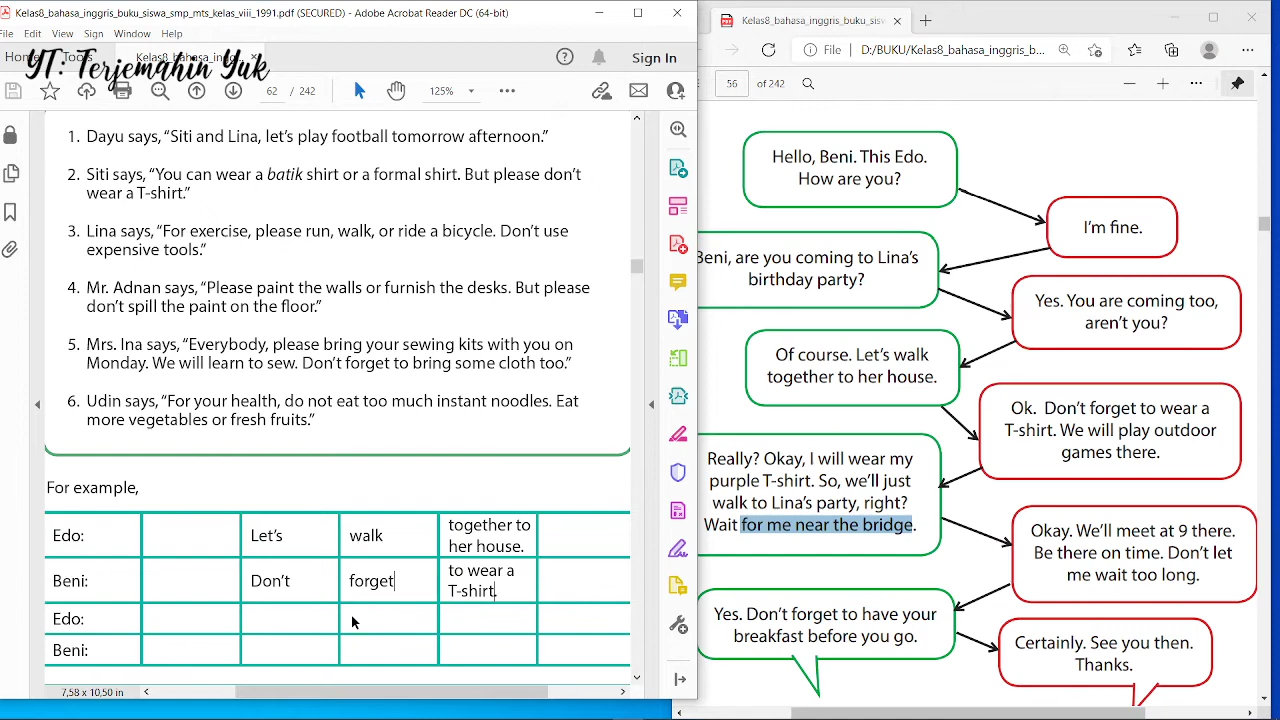 Kelas8_bahasa_inggris_buku_siswa_smp_mts_kelas_viii_1991.pdf (SECURED) - Adobe Acrobat Reader DC (64-bit)
File Edit View Sign Window Help
YT: Terjemahin Yuk
Sign In
62 / 242
125%
1. Dayu says, “Siti and Lina, let’s play football tomorrow afternoon.”
2. Siti says, “You can wear a batik shirt or a formal shirt. But please don’t
wear a T-shirt.”
3. Lina says, “For exercise, please run, walk, or ride a bicycle. Don’t use
expensive tools.”
4. Mr. Adnan says, “Please paint the walls or furnish the desks. But please
don’t spill the paint on the floor.”
5. Mrs. Ina says, “Everybody, please bring your sewing kits with you on
Monday. We will learn to sew. Don’t forget to bring some cloth too.”
6. Udin says, “For your health, do not eat too much instant noodles. Eat
more vegetables or fresh fruits.”
For example,
Edo: Let’s walk together to
her house.
Beni: Don’t forget to wear a
T-shirt.
Edo:
Beni:
7,58 x 10,50 in
Kelas8_bahasa_inggris_buku_sisw
File D:/BUKU/Kelas8_bahasa_inggris_b...
56 of 242
Hello, Beni. This Edo.
How are you?
I’m fine.
Beni, are you coming to Lina’s
birthday party?
Yes. You are coming too,
aren’t you?
Of course. Let’s walk
together to her house.
Ok. Don’t forget to wear a
T-shirt. We will play outdoor
games there.
Really? Okay, I will wear my
purple T-shirt. So, we’ll just
walk to Lina’s party, right?
Wait for me near the bridge.
Okay. We’ll meet at 9 there.
Be there on time. Don’t let
me wait too long.
Yes. Don’t forget to have your
breakfast before you go.
Certainly. See you then.
Thanks.